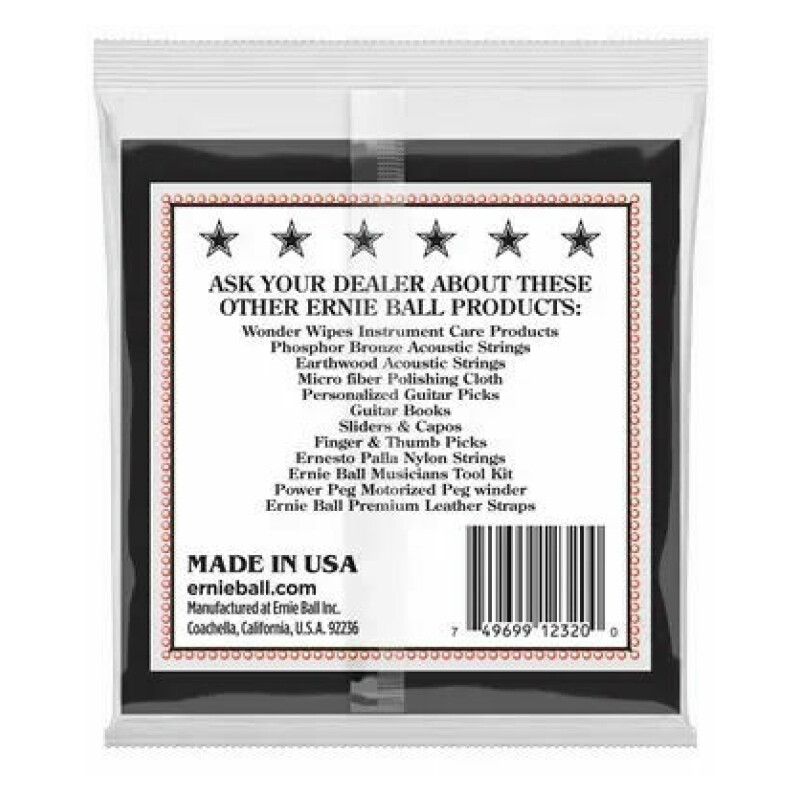 ASK YOUR DEALER ABOUT THESE
OTHER ERNIE BALL PRODUCTS:
Wonder Wipes Instrument Care Products
Phosphor Bronze Acoustic Strings
Earthwood Acoustic Strings
Micro fiber Polishing Cloth
Personalized Guitar Picks
Guitar Books
Sliders & Capos
Finger & Thumb Picks
Ernesto Palla Nylon Strings
Ernie Ball Musicians Tool Kit
Power Peg Motorized Peg winder
Ernie Ball Premium Leather Straps
MADE IN USA
ernieball.com
Manufactured at Ernie Ball Inc.
Coachella, California, U.S.A. 92236
7 49699 12320 0